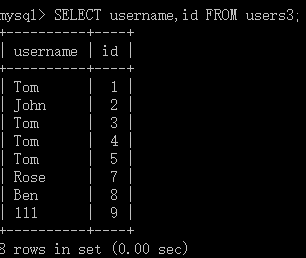 mysql> SELECT username,id FROM users3;
+----------+----+
| username | id |
+----------+----+
| Tom | 1 |
| John | 2 |
| Tom | 3 |
| Tom | 4 |
| Tom | 5 |
| Rose | 7 |
| Ben | 8 |
| 111 | 9 |
+----------+----+
8 rows in set (0.00 sec)